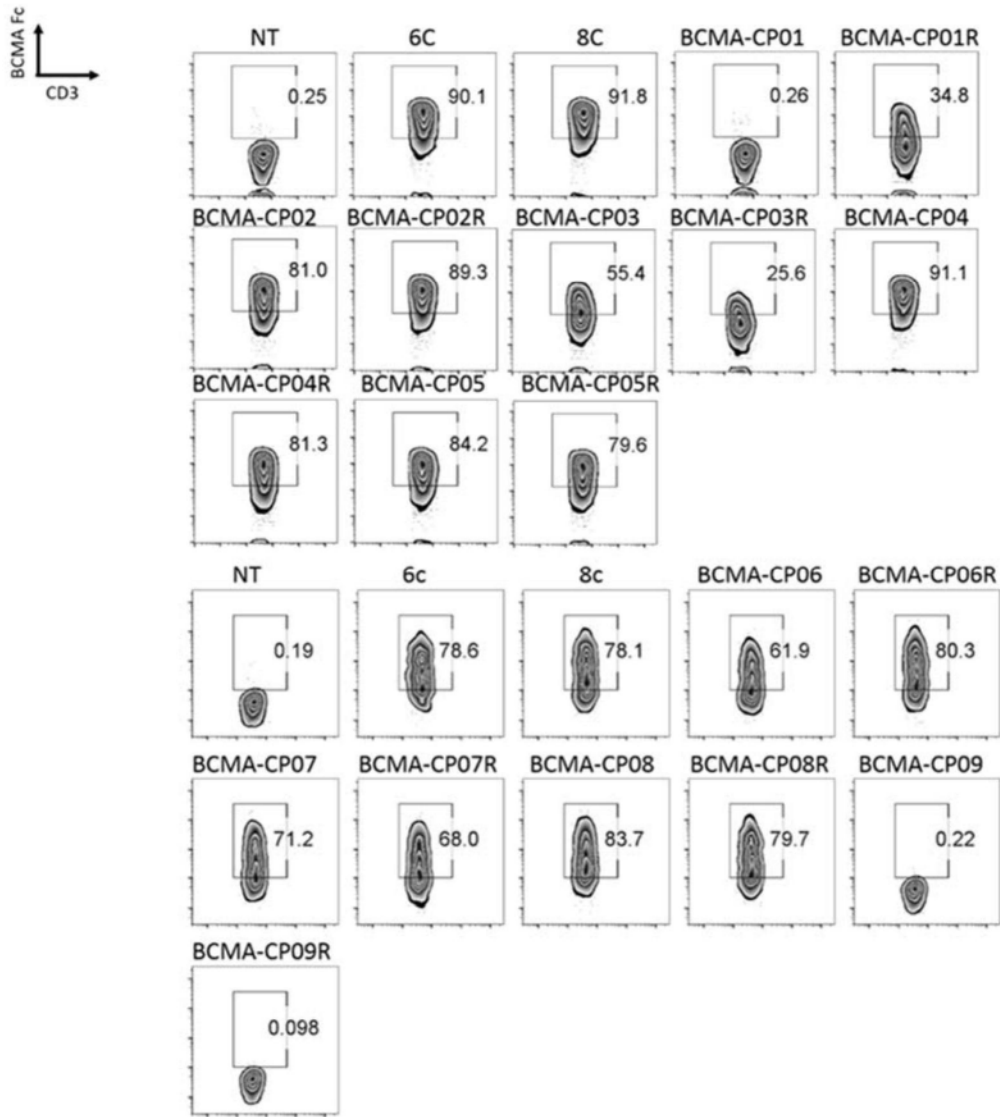 BCMA Fc
CD3
NT 6C 8C BCMA-CP01 BCMA-CP01R
0.25 90.1 91.8 0.26 34.8
BCMA-CP02 BCMA-CP02R BCMA-CP03 BCMA-CP03R BCMA-CP04
81.0 89.3 55.4 25.6 91.1
BCMA-CP04R BCMA-CP05 BCMA-CP05R
81.3 84.2 79.6
NT 6c 8c BCMA-CP06 BCMA-CP06R
0.19 78.6 78.1 61.9 80.3
BCMA-CP07 BCMA-CP07R BCMA-CP08 BCMA-CP08R BCMA-CP09
71.2 68.0 83.7 79.7 0.22
BCMA-CP09R
0.098